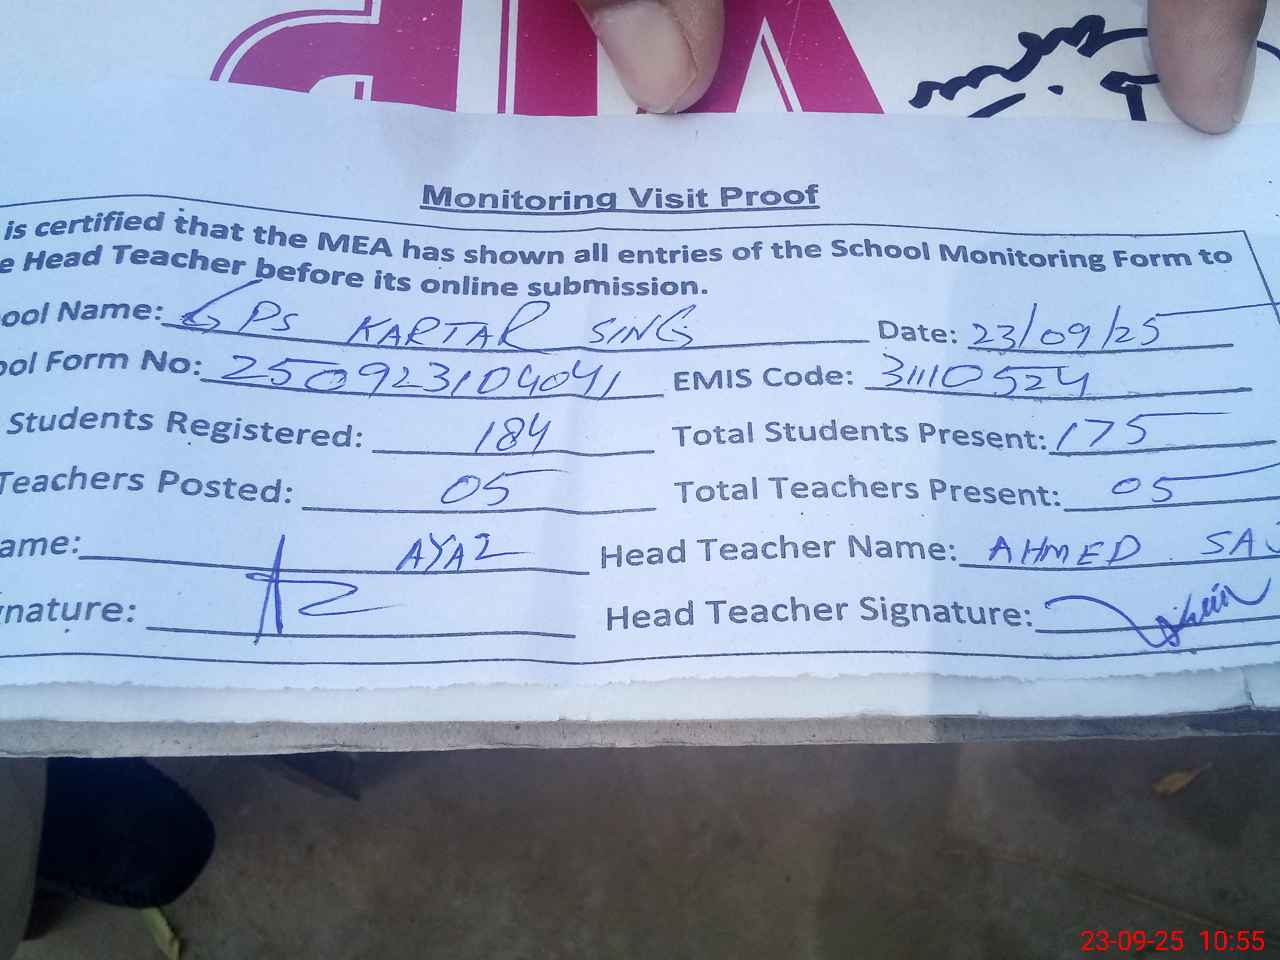 Monitoring Visit Proof
is certified that the MEA has shown all entries of the School Monitoring Form to
e Head Teacher before its online submission.
ool Name: GPS KARTAR SING Date: 23/09/25
ool Form No: 250923104041 EMIS Code: 31110524
Students Registered: 184 Total Students Present: 175
Teachers Posted: 05 Total Teachers Present: 05
ame: AYAZ Head Teacher Name: AHMED SAJ
nature: Head Teacher Signature:
23-09-25 10:55